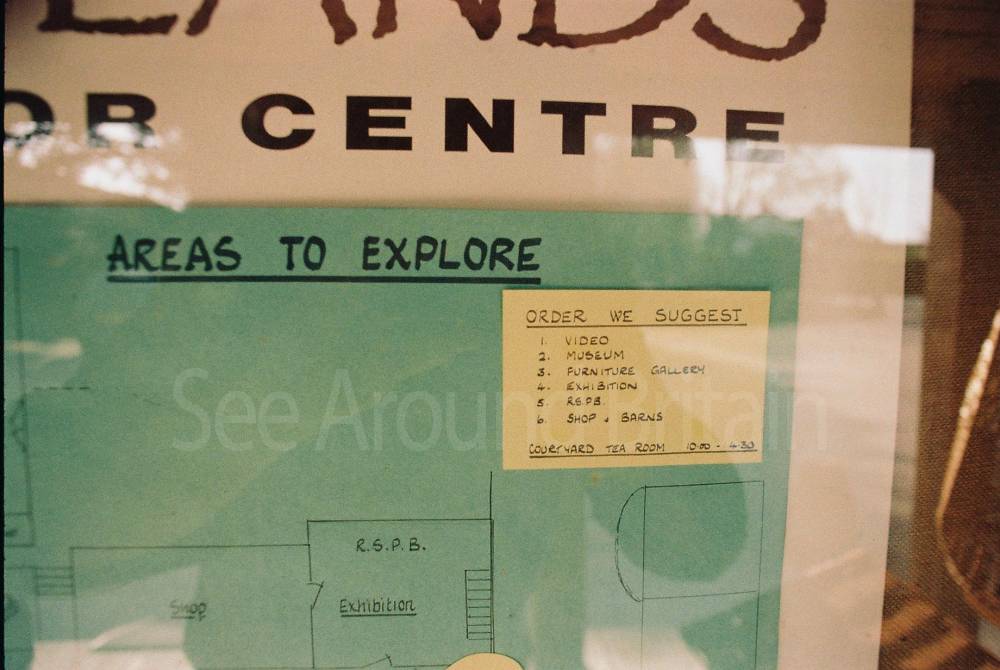 LANDS
OR CENTRE
AREAS TO EXPLORE
ORDER WE SUGGEST
1. VIDEO
2. MUSEUM
3. FURNITURE GALLERY
4. EXHIBITION
5. R.S.P.B.
6. SHOP & BARNS
COURTYARD TEA ROOM 10:00 - 4:30
See Around Britain
R.S.P.B.
Shop
Exhibition